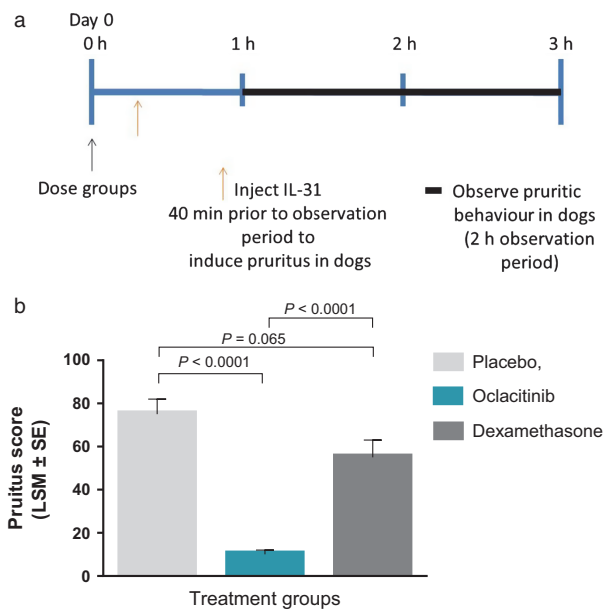 a
Day 0
0 h
1 h
2 h
3 h
Dose groups
Inject IL-31
40 min prior to observation
period to
induce pruritus in dogs
Observe pruritic
behaviour in dogs
(2 h observation
period)
b
P < 0.0001
P = 0.065
P < 0.0001
100
80
60
40
20
0
Pruitus score
(LSM ± SE)
Treatment groups
Placebo,
Oclacitinib
Dexamethasone